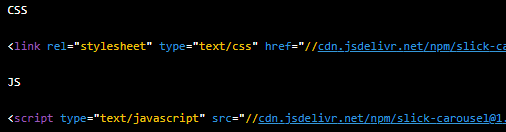 CSS
<link rel="stylesheet" type="text/css" href="//cdn.jsdelivr.net/npm/slick-ca
JS
<script type="text/javascript" src="//cdn.jsdelivr.net/npm/slick-carousel@1.